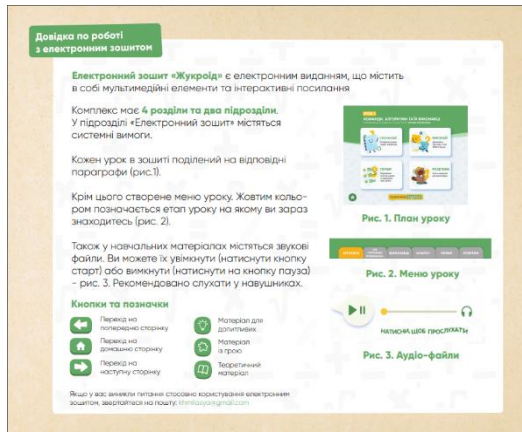 Довідка по роботі
з електронним зошитом
Електронний зошит «Жукроїд» є електронним виданням, що містить
в собі мультимедійні елементи та інтерактивні посилання
Комплекс має 4 розділи та два підрозділи.
У підрозділі «Електронний зошит» містяться
системні вимоги.
Кожен урок в зошиті поділений на відповідні
параграфи (рис.1).
Крім цього створене меню уроку. Жовтим кольо-
ром позначається етап уроку на якому ви зараз
знаходитесь (рис. 2).
Також у навчальних матеріалах містяться звукові
файли. Ви можете їх увімкнути (натиснути кнопку
старт) або вимкнути (натиснути на кнопку пауза)
- рис. 3. Рекомендовано слухати у навушниках.
Кнопки та позначки
Перехід на
попередню сторінку
Перехід на
домашню сторінку
Перехід на
наступну сторінку
Матеріал для
допитливих
Матеріал
із грою
Теоретичний
матеріал
Якщо у вас виникли питання стосовно користування електронним
зошитом, звертайтеся на пошту:
Рис. 1. План уроку
Рис. 2. Меню уроку
НАТИСНИ, ЩОБ ПРОСЛУХАТИ
Рис. 3. Аудіо-файли